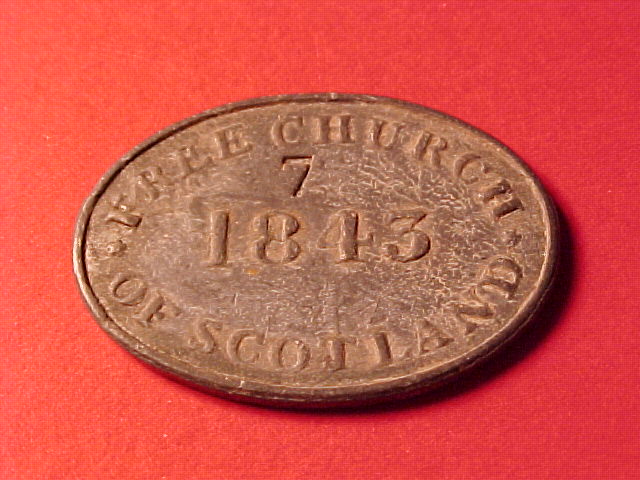 FREE CHURCH
7
1843
OF SCOTLAND